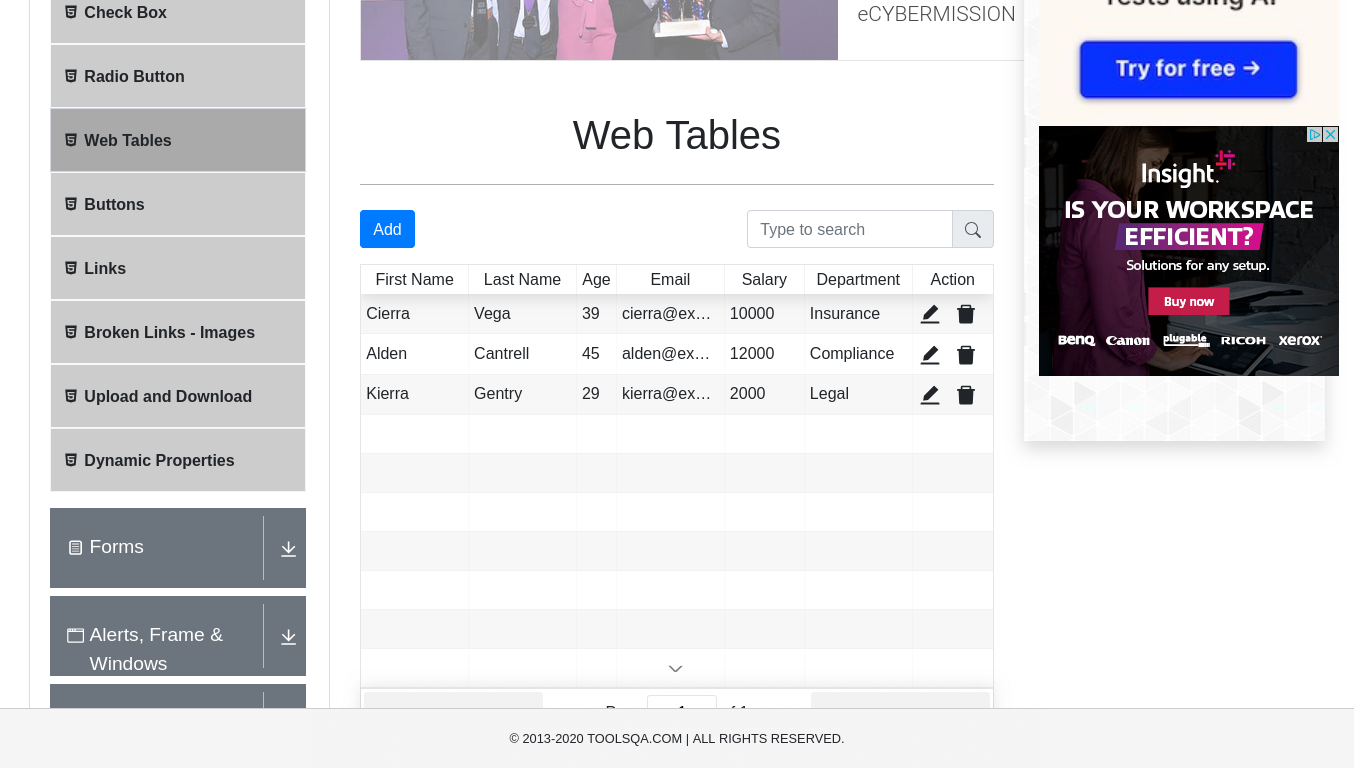 Check Box
Radio Button
Web Tables
Buttons
Links
Broken Links - Images
Upload and Download
Dynamic Properties
Forms
Alerts, Frame &
Windows
eCYBERMISSION
Web Tables
Add
Type to search
First Name Last Name Age Email Salary Department Action
Cierra Vega 39 cierra@ex… 10000 Insurance
Alden Cantrell 45 alden@ex… 12000 Compliance
Kierra Gentry 29 kierra@ex… 2000 Legal
Try for free →
Insight.
IS YOUR WORKSPACE
EFFICIENT?
Solutions for any setup.
Buy now
BenQ Canon plugable RICOH xerox
© 2013-2020 TOOLSQA.COM | ALL RIGHTS RESERVED.